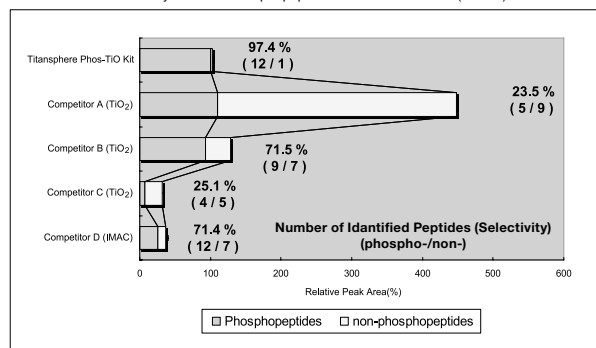 Titansphere Phos-TiO Kit
97.4 %
( 12 / 1 )
Competitor A (TiO2)
23.5 %
( 5 / 9 )
Competitor B (TiO2)
71.5 %
( 9 / 7 )
Competitor C (TiO2)
25.1 %
( 4 / 5 )
Competitor D (IMAC)
71.4 %
( 12 / 7 )
Number of Idantified Peptides (Selectivity)
(phospho-/non-)
0 100 200 300 400 500 600
Relative Peak Area(%)
Phosphopeptides non-phosphopeptides